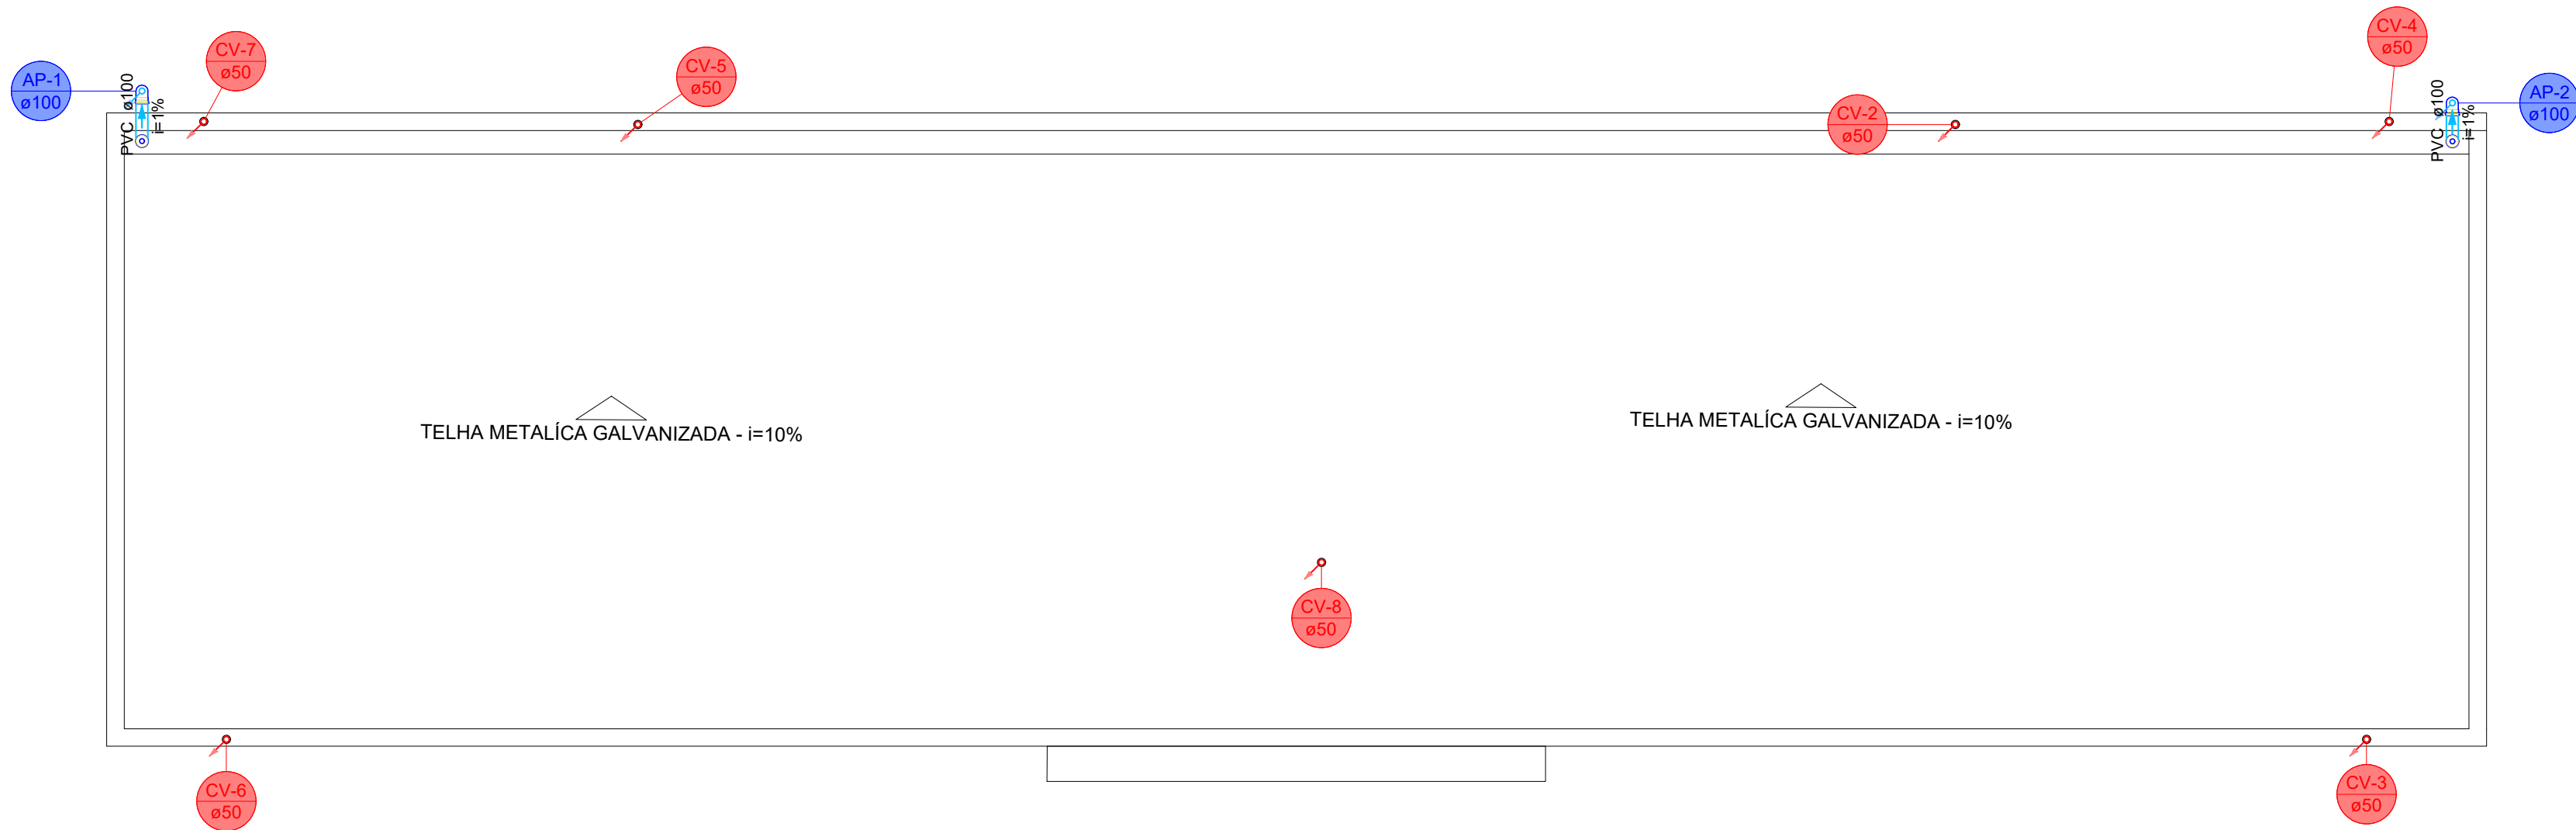 CV-7
ø50
CV-5
ø50
CV-4
ø50
AP-1
ø100
PVC ø100
i=1%
CV-2
ø50
PVC ø100
i=1%
AP-2
ø100
TELHA METALÍCA GALVANIZADA - i=10%
TELHA METALÍCA GALVANIZADA - i=10%
CV-8
ø50
CV-6
ø50
CV-3
ø50